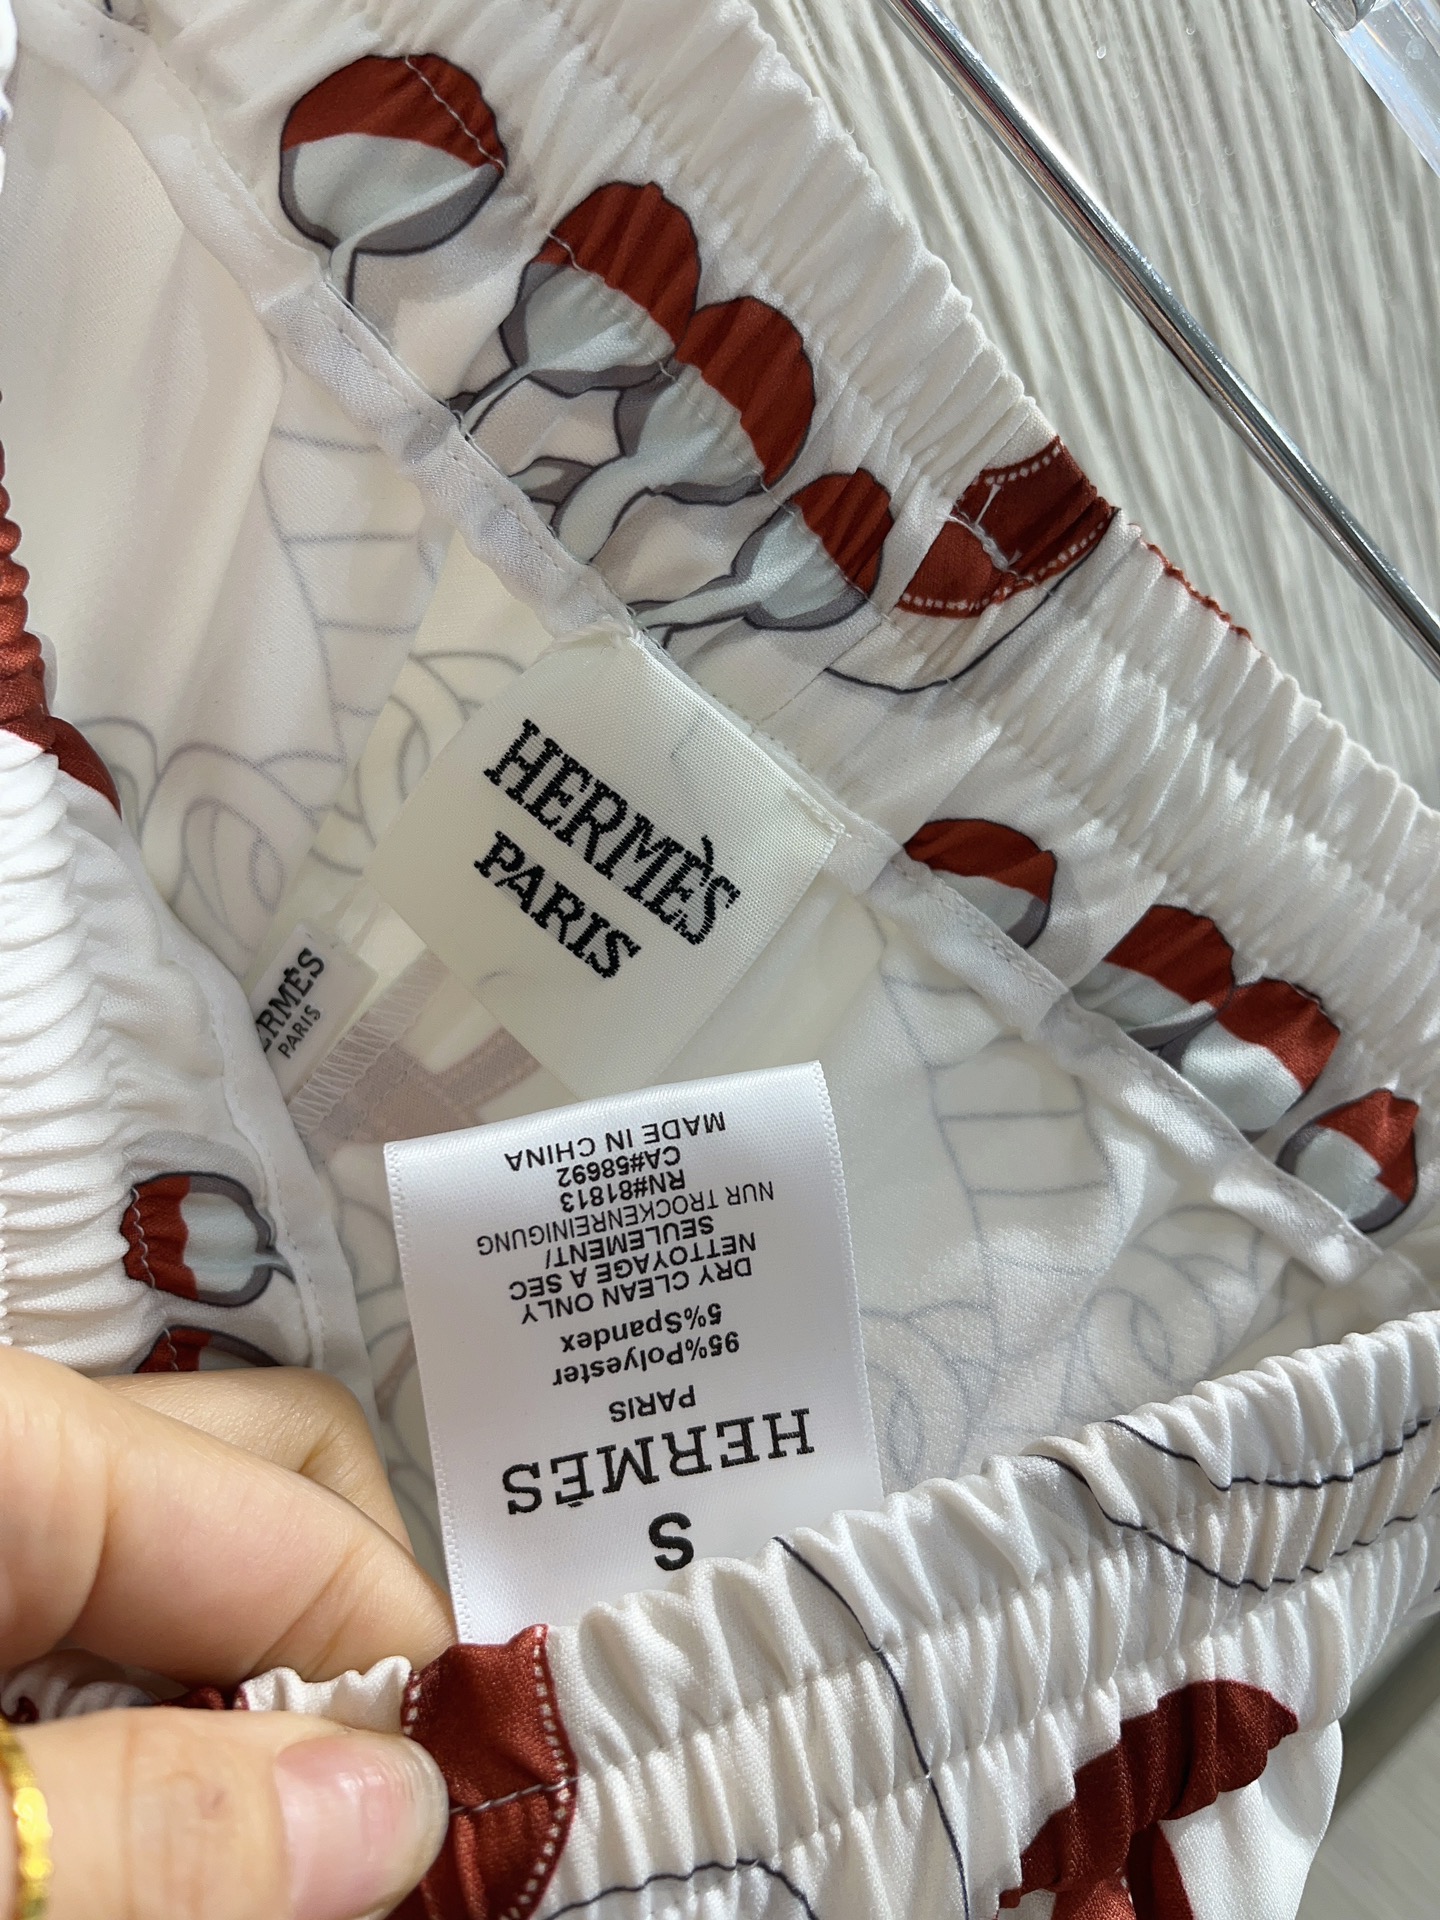 HERMÈS
PARIS
ERMÈS
PARIS
S
HERMÈS
PARIS
95%Polyester
5%Spandex
DRY CLEAN ONLY
NETTOYAGE A SEC
SEULEMENT/
NUR TROCKENREINIGUNG
RN#81813
CA#58692
MADE IN CHINA